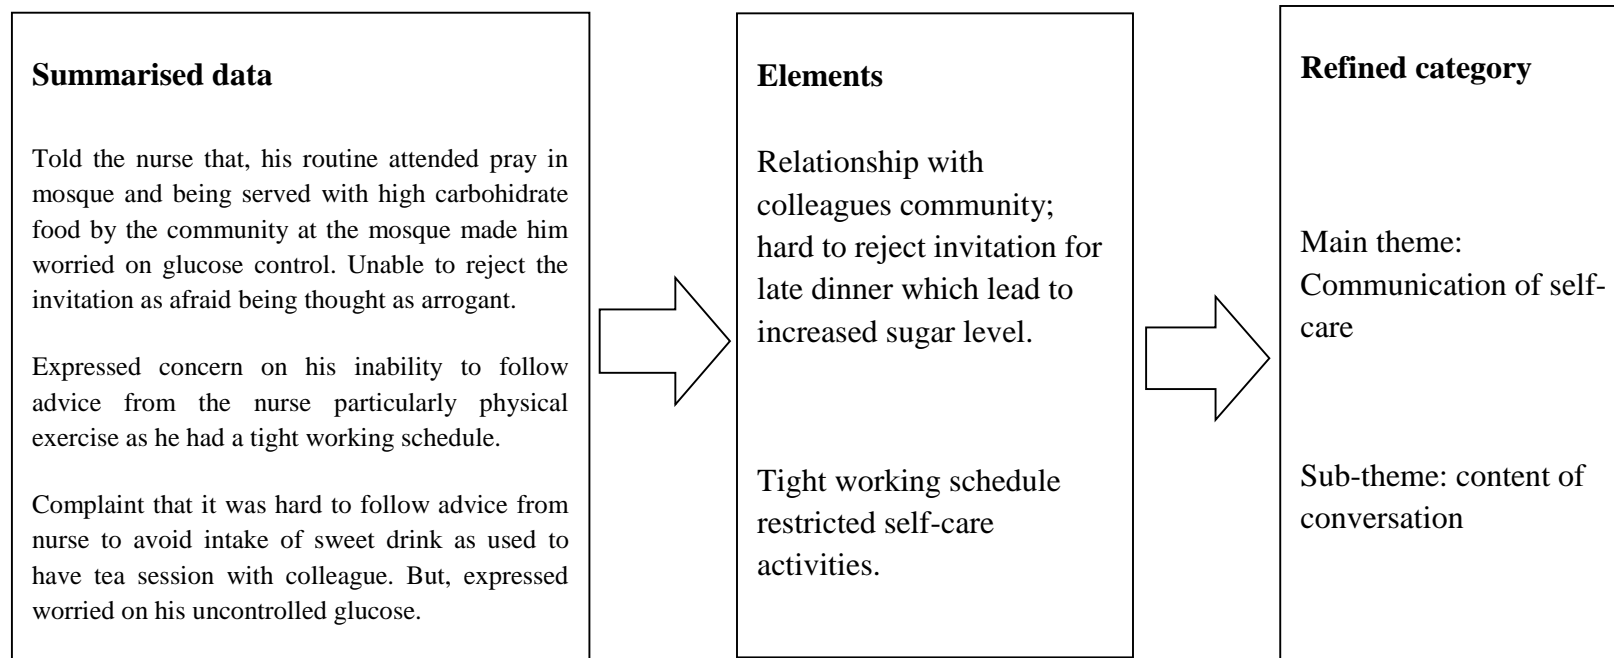 Summarised data
Told the nurse that, his routine attended pray in
mosque and being served with high carbohidrate
food by the community at the mosque made him
worried on glucose control. Unable to reject the
invitation as afraid being thought as arrogant.
Expressed concern on his inability to follow
advice from the nurse particularly physical
exercise as he had a tight working schedule.
Complaint that it was hard to follow advice from
nurse to avoid intake of sweet drink as used to
have tea session with colleague. But, expressed
worried on his uncontrolled glucose.
Elements
Relationship with
colleagues community;
hard to reject invitation for
late dinner which lead to
increased sugar level.
Tight working schedule
restricted self-care
activities.
Refined category
Main theme:
Communication of self-
care
Sub-theme: content of
conversation